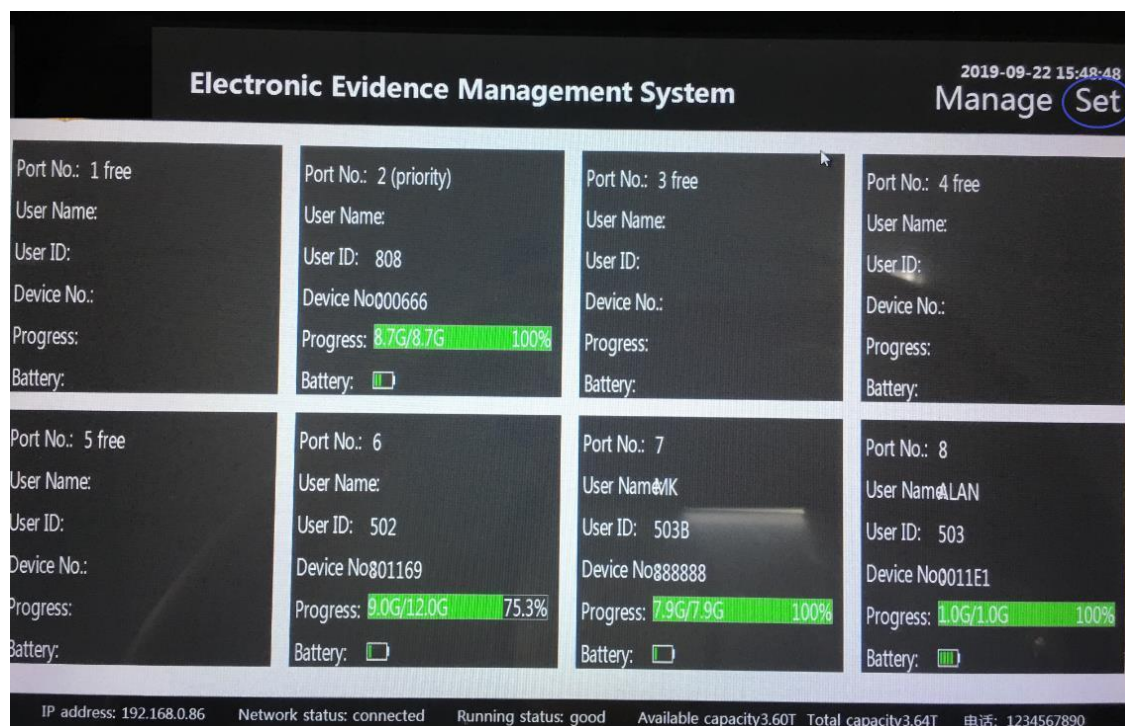 2019-09-22 15:48:48
Electronic Evidence Management System
Manage Set
Port No.: 1 free
User Name:
User ID:
Device No.:
Progress:
Battery:
Port No.: 2 (priority)
User Name:
User ID: 808
Device No000666
Progress: 8.7G/8.7G 100%
Battery:
Port No.: 3 free
User Name:
User ID:
Device No.:
Progress:
Battery:
Port No.: 4 free
User Name:
User ID:
Device No.:
Progress:
Battery:
Port No.: 5 free
User Name:
User ID:
Device No.:
Progress:
Battery:
Port No.: 6
User Name:
User ID: 502
Device No801169
Progress: 9.0G/12.0G 75.3%
Battery:
Port No.: 7
User NameMK
User ID: 503B
Device No888888
Progress: 7.9G/7.9G 100%
Battery:
Port No.: 8
User NameALAN
User ID: 503
Device No0011E1
Progress: 1.0G/1.0G 100%
Battery:
IP address: 192.168.0.86 Network status: connected Running status: good Available capacity3.60T Total capacity3.64T 电话: 1234567890